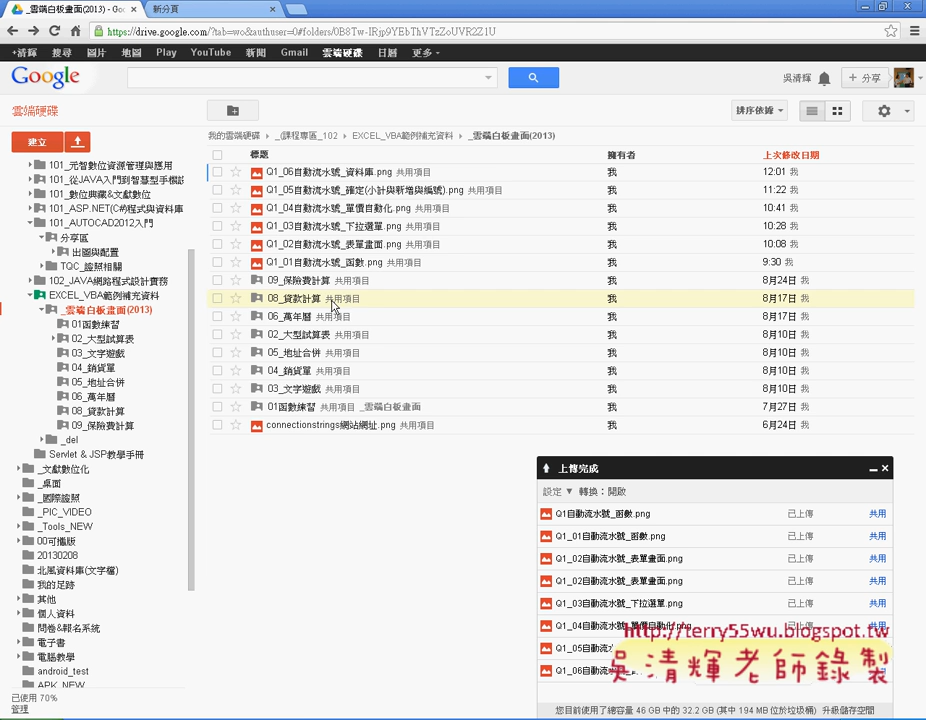 _雲端白板畫面(2013) - Goo
新分頁
https://drive.google.com/?tab=wo&authuser=0#folders/0B8Tw-IRjp9YEbThVTzZoUVR2Z1U
+清輝 搜尋 圖片 地圖 Play YouTube 新聞 Gmail 雲端硬碟 日曆 更多
Google
吳清輝
+ 分享
雲端硬碟
排序依據
建立
我的雲端硬碟 ▸ _(課程專區_102 ▸ EXCEL_VBA範例補充資料 ▸ _雲端白板畫面(2013)
101_元智數位資源管理與應用
101_從JAVA入門到智慧型手機設
101_數位典藏&文獻數位
101_ASP.NET(C#)程式與資料庫
101_AUTOCAD2012入門
分享區
出圖與配置
TQC_證照相關
102_JAVA網路程式設計實務
EXCEL_VBA範例補充資料
_雲端白板畫面(2013)
01函數練習
02_大型試算表
03_文字遊戲
04_銷貨單
05_地址合併
06_萬年曆
08_貸款計算
09_保險費計算
_del
Servlet & JSP教學手冊
_文獻數位化
_桌面
_國際證照
_PIC_VIDEO
_Tools_NEW
00可攜版
20130208
北風資料庫(文字檔)
我的足跡
其他
個人資料
問卷&報名系統
電子書
電腦教學
android_test
APK_NEW
已使用 70%
管理
標題 擁有者 上次修改日期
Q1_06自動流水號_資料庫.png 共用項目 我 12:01 我
Q1_05自動流水號_確定(小計與新增與編號).png 共用項目 我 11:22 我
Q1_04自動流水號_單價自動化.png 共用項目 我 10:41 我
Q1_03自動流水號_下拉選單.png 共用項目 我 10:28 我
Q1_02自動流水號_表單畫面.png 共用項目 我 10:08 我
Q1_01自動流水號_函數.png 共用項目 我 9:30 我
09_保險費計算 共用項目 我 8月24日 我
08_貸款計算 共用項目 我 8月17日 我
06_萬年曆 共用項目 我 8月17日 我
02_大型試算表 共用項目 我 8月10日 我
05_地址合併 共用項目 我 8月10日 我
04_銷貨單 共用項目 我 8月10日 我
03_文字遊戲 共用項目 我 8月10日 我
01函數練習 共用項目 _雲端白板畫面 我 7月27日 我
connectionstrings網站網址.png 共用項目 我 6月24日 我
上傳完成
設定 ▼ 轉換：開啟
Q1自動流水號_函數.png 已上傳 共用
Q1_01自動流水號_函數.png 已上傳 共用
Q1_02自動流水號_表單畫面.png 已上傳 共用
Q1_02自動流水號_表單畫面.png 已上傳 共用
Q1_03自動流水號_下拉選單.png 已上傳 共用
Q1_04自動流水號_單價自動化.png 已上傳 共用
Q1_05自動流水
Q1_06自動流水
http://terry55wu.blogspot.tw
吳清輝老師錄製
您目前使用了總容量 46 GB 中的 32.2 GB (其中 194 MB 位於垃圾桶) 升級儲存空間